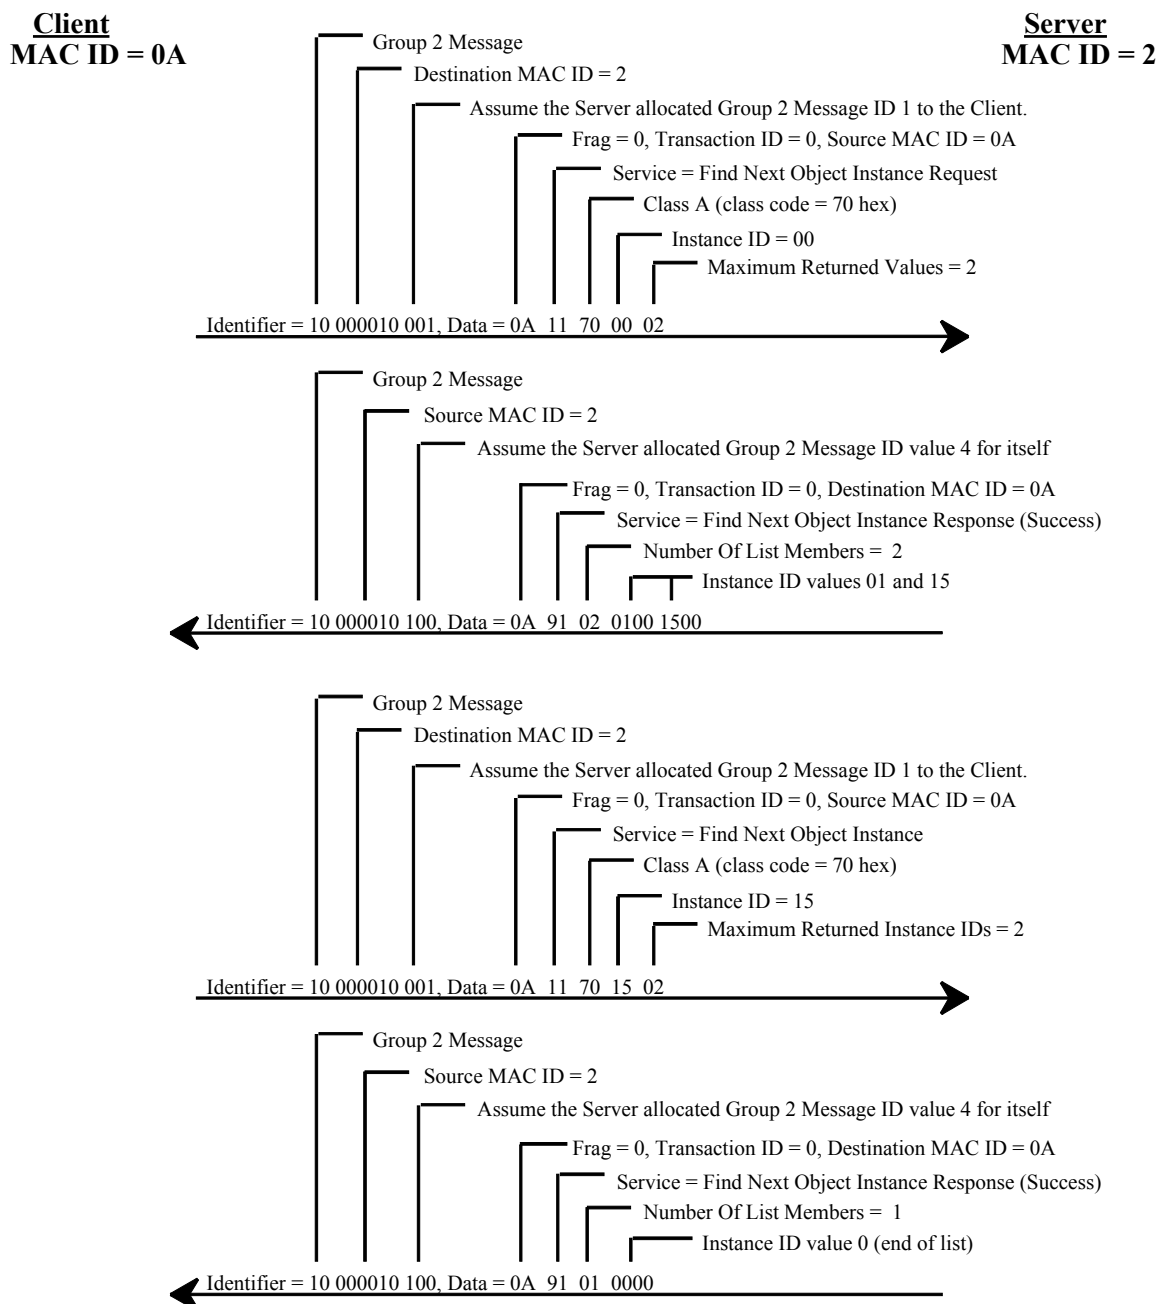 Client
MAC ID = 0A
Server
MAC ID = 2
Group 2 Message
Destination MAC ID = 2
Assume the Server allocated Group 2 Message ID 1 to the Client.
Frag = 0, Transaction ID = 0, Source MAC ID = 0A
Service = Find Next Object Instance Request
Class A (class code = 70 hex)
Instance ID = 00
Maximum Returned Values = 2
Identifier = 10 000010 001, Data = 0A 11 70 00 02
Group 2 Message
Source MAC ID = 2
Assume the Server allocated Group 2 Message ID value 4 for itself
Frag = 0, Transaction ID = 0, Destination MAC ID = 0A
Service = Find Next Object Instance Response (Success)
Number Of List Members = 2
Instance ID values 01 and 15
Identifier = 10 000010 100, Data = 0A 91 02 0100 1500
Group 2 Message
Destination MAC ID = 2
Assume the Server allocated Group 2 Message ID 1 to the Client.
Frag = 0, Transaction ID = 0, Source MAC ID = 0A
Service = Find Next Object Instance
Class A (class code = 70 hex)
Instance ID = 15
Maximum Returned Instance IDs = 2
Identifier = 10 000010 001, Data = 0A 11 70 15 02
Group 2 Message
Source MAC ID = 2
Assume the Server allocated Group 2 Message ID value 4 for itself
Frag = 0, Transaction ID = 0, Destination MAC ID = 0A
Service = Find Next Object Instance Response (Success)
Number Of List Members = 1
Instance ID value 0 (end of list)
Identifier = 10 000010 100, Data = 0A 91 01 0000